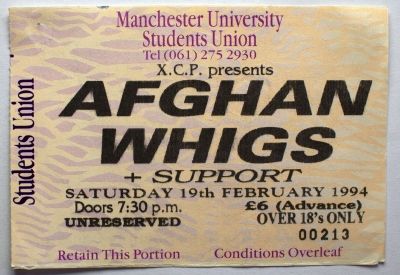 Manchester University
Students Union
Tel (061) 275 2930
X.C.P. presents
AFGHAN
WHIGS
+ SUPPORT
SATURDAY 19th FEBRUARY 1994
Doors 7:30 p.m. £6 (Advance)
UNRESERVED OVER 18's ONLY
00213
Retain This Portion Conditions Overleaf
Students Union